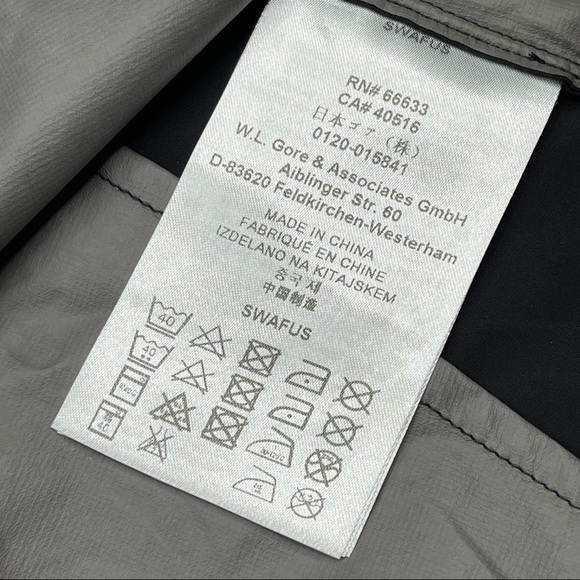 SWAFUS
RN# 66633
CA# 40516
日本ゴア（株）
0120-015841
W.L. Gore & Associates GmbH
Aiblinger Str. 60
D-83620 Feldkirchen-Westerham
MADE IN CHINA
FABRIQUÉ EN CHINE
IZDELANO NA KITAJSKEM
중국 제
中国制造
SWAFUS
40
40